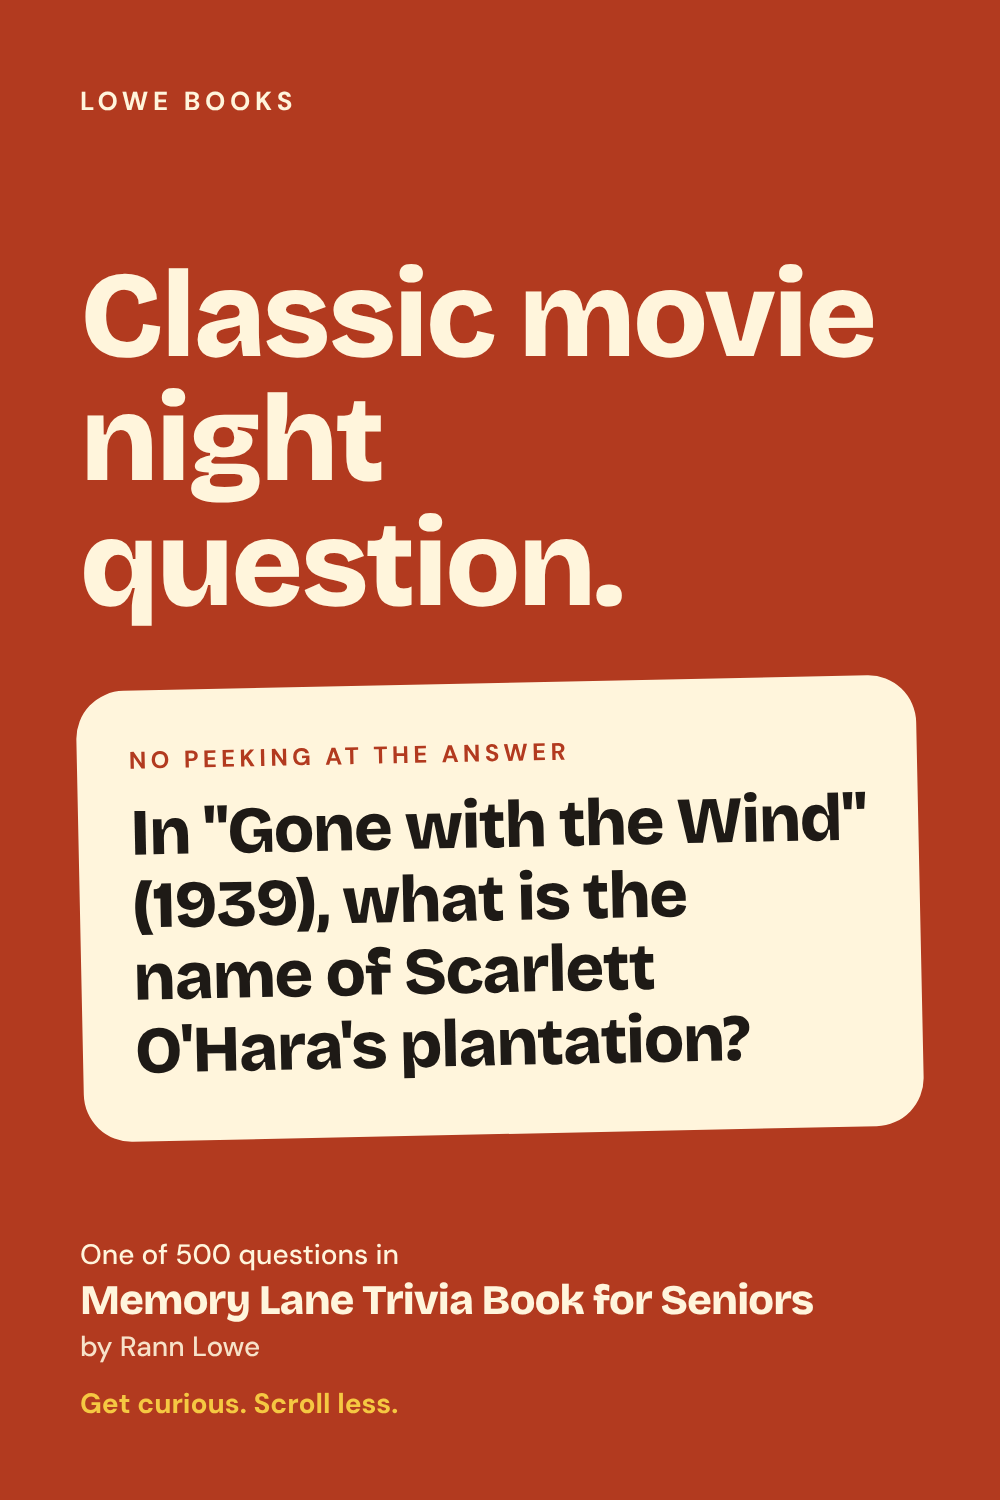 LOWE BOOKS
Classic movie
night
question.
NO PEEKING AT THE ANSWER
In "Gone with the Wind"
(1939), what is the
name of Scarlett
O'Hara's plantation?
One of 500 questions in
Memory Lane Trivia Book for Seniors
by Rann Lowe
Get curious. Scroll less.